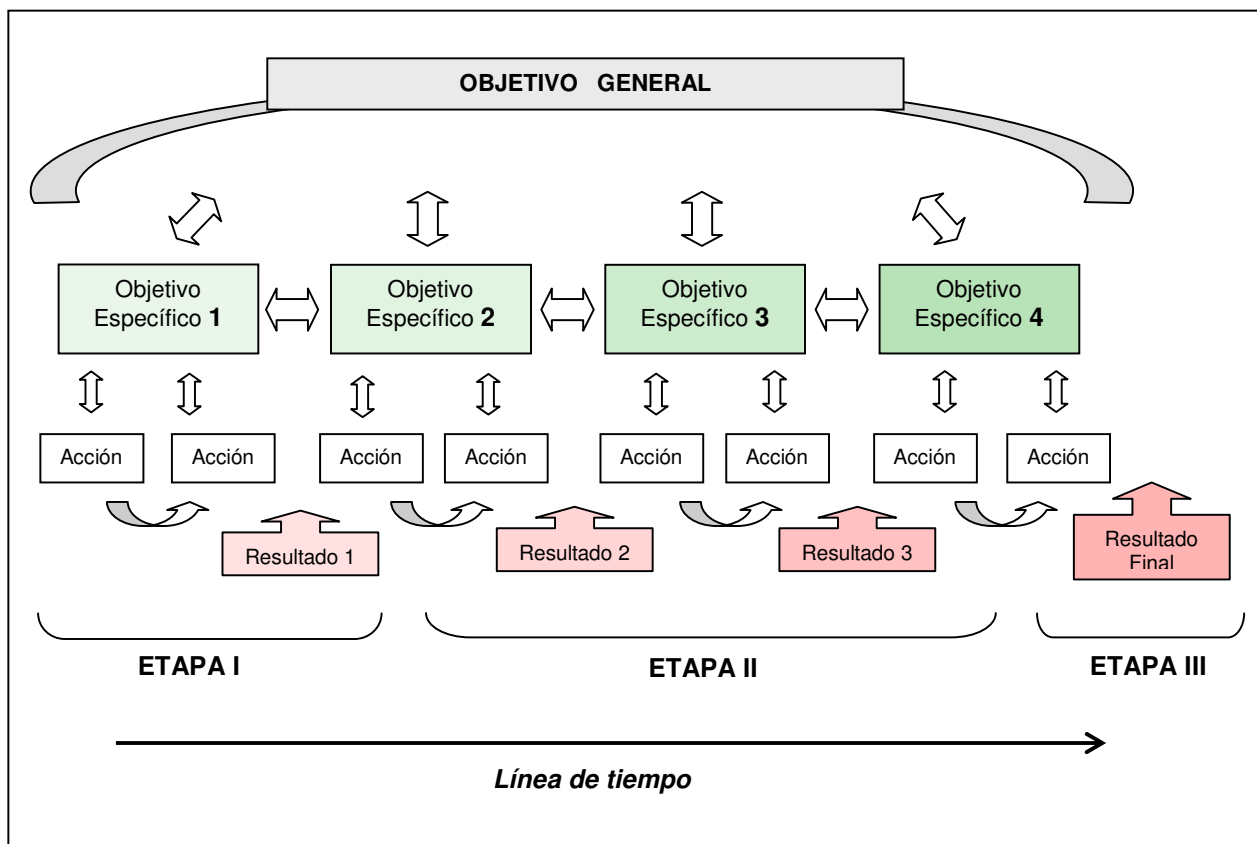 OBJETIVO GENERAL
Objetivo
Específico 1
Objetivo
Específico 2
Objetivo
Específico 3
Objetivo
Específico 4
Acción
Acción
Acción
Acción
Acción
Acción
Acción
Acción
Resultado 1
Resultado 2
Resultado 3
Resultado
Final
ETAPA I
ETAPA II
ETAPA III
Línea de tiempo